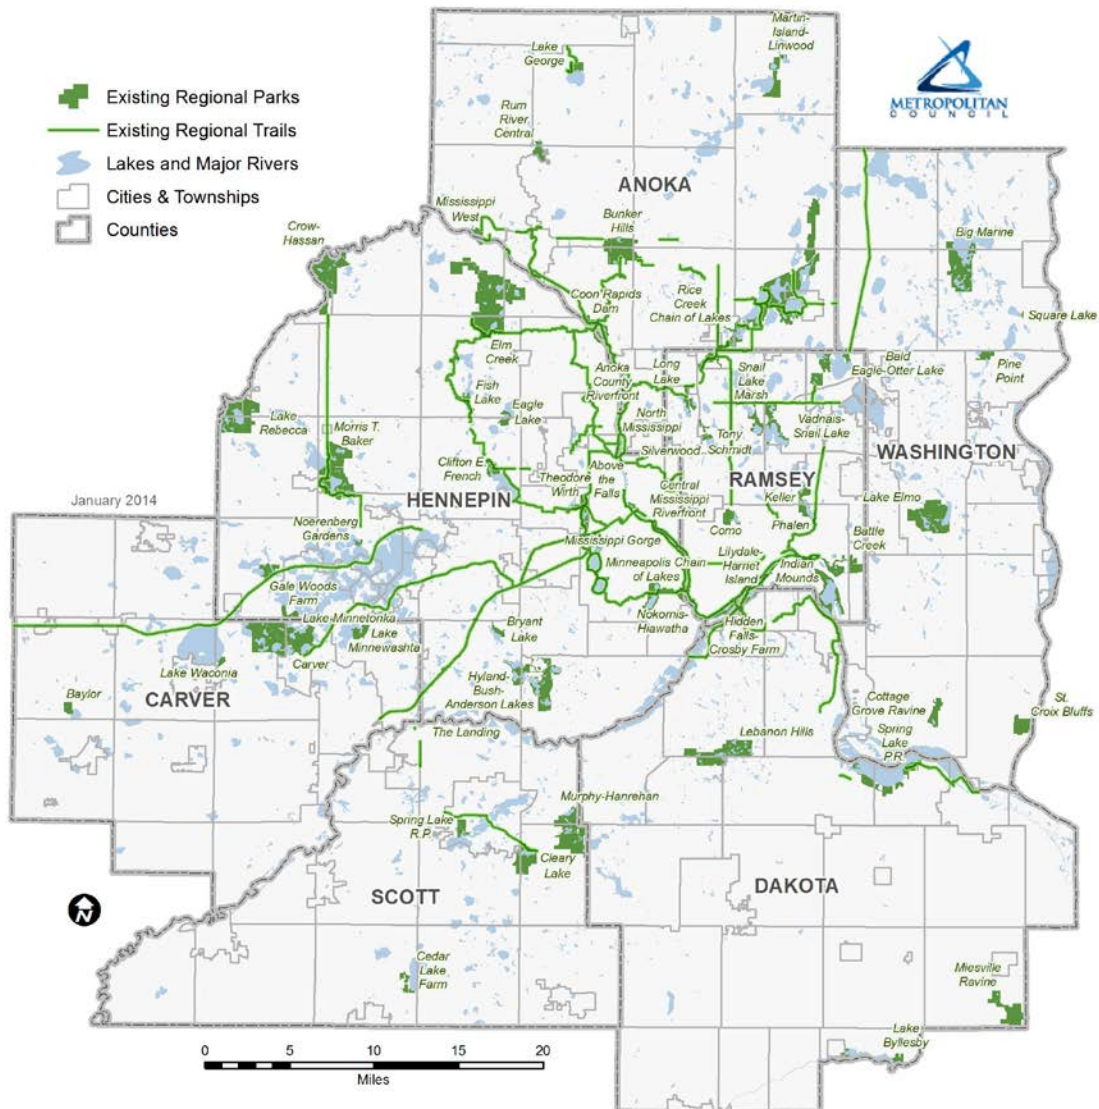 Existing Regional Parks
Existing Regional Trails
Lakes and Major Rivers
Cities & Townships
Counties
METROPOLITAN
COUNCIL
Martin-
Island-
Linwood
Lake
George
Rum
River
Central
ANOKA
Mississippi
West
Bunker
Hills
Crow-
Hassan
Big Marine
Coon Rapids
Dam
Rice
Creek
Chain of Lakes
Square Lake
Elm
Creek
Anoka
County
Riverfront
Long
Lake
Snail
Lake
Marsh
Bald
Eagle-Otter Lake
Pine
Point
Fish
Lake
Eagle
Lake
Lake
Rebecca
Morris T.
Baker
North
Mississippi
Silverwood
Tony
Schmidt
Vadnais-
Snail Lake
WASHINGTON
Clifton E.
French
Theodore
Wirth
Above
the
Falls
RAMSEY
January 2014
HENNEPIN
Central
Mississippi
Riverfront
Keller
Lake Elmo
Noerenberg
Gardens
Como
Phalen
Battle
Creek
Mississippi Gorge
Lilydale-
Harriet
Island
Indian
Mounds
Minneapolis Chain
of Lakes
Gale Woods
Farm
Nokomis-
Hiawatha
Lake Minnetonka
Lake
Minnewashta
Bryant
Lake
Hidden
Falls-
Crosby Farm
Carver
Lake Waconia
Hyland-
Bush-
Anderson Lakes
Baylor
CARVER
Cottage
Grove Ravine
St.
Croix Bluffs
The Landing
Lebanon Hills
Spring
Lake
P.R.
Murphy-Hanrehan
Spring Lake
R.P.
Cleary
Lake
SCOTT
DAKOTA
N
Cedar
Lake
Farm
Miesville
Ravine
Lake
Byllesby
0 5 10 15 20
Miles